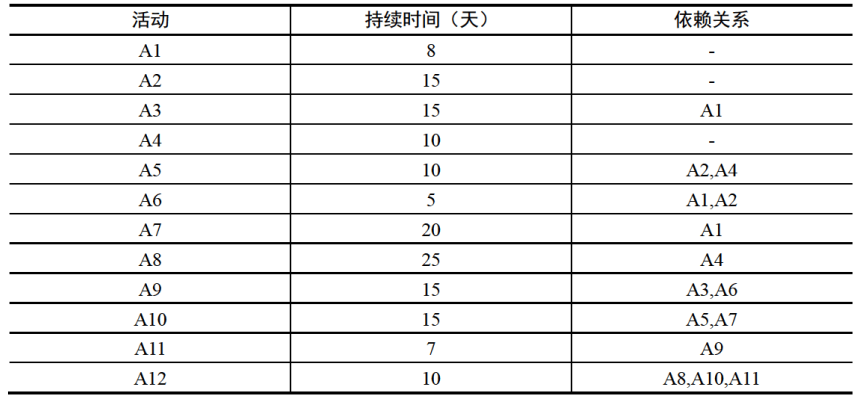 活动 持续时间（天） 依赖关系
A1 8 -
A2 15 -
A3 15 A1
A4 10 -
A5 10 A2,A4
A6 5 A1,A2
A7 20 A1
A8 25 A4
A9 15 A3,A6
A10 15 A5,A7
A11 7 A9
A12 10 A8,A10,A11